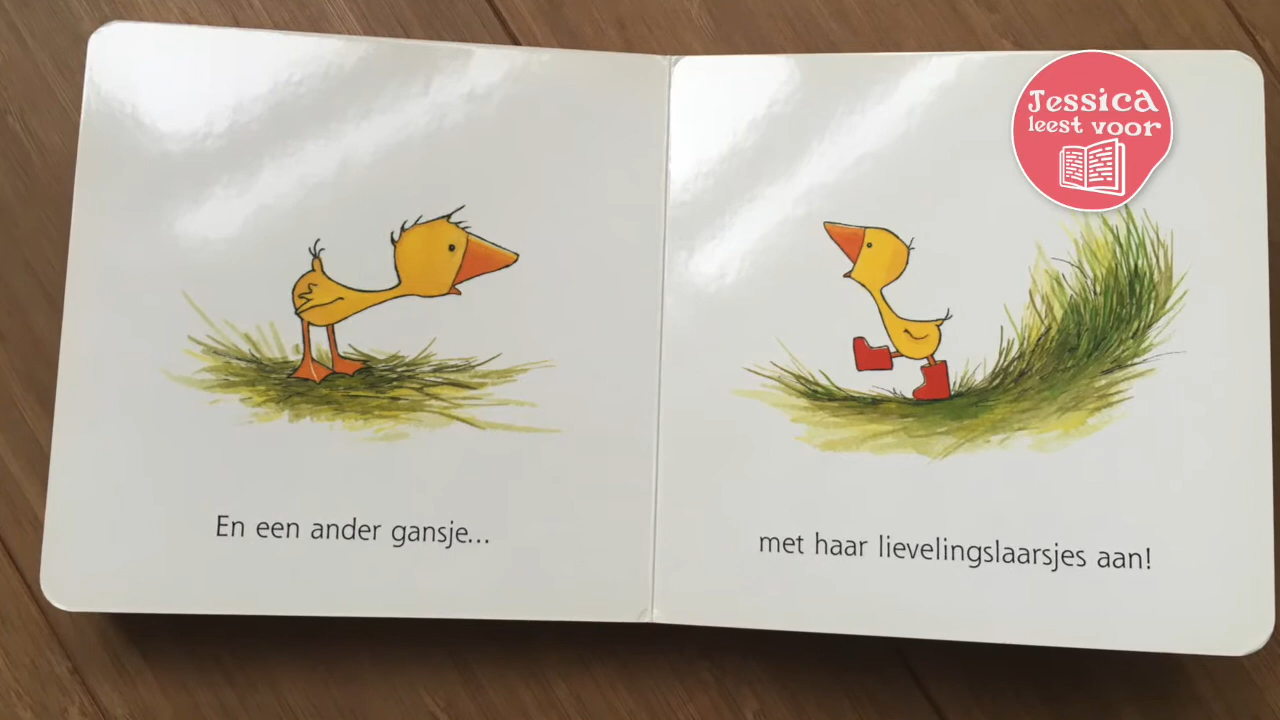 Jessica
leest voor
En een ander gansje...
met haar lievelingslaarsjes aan!